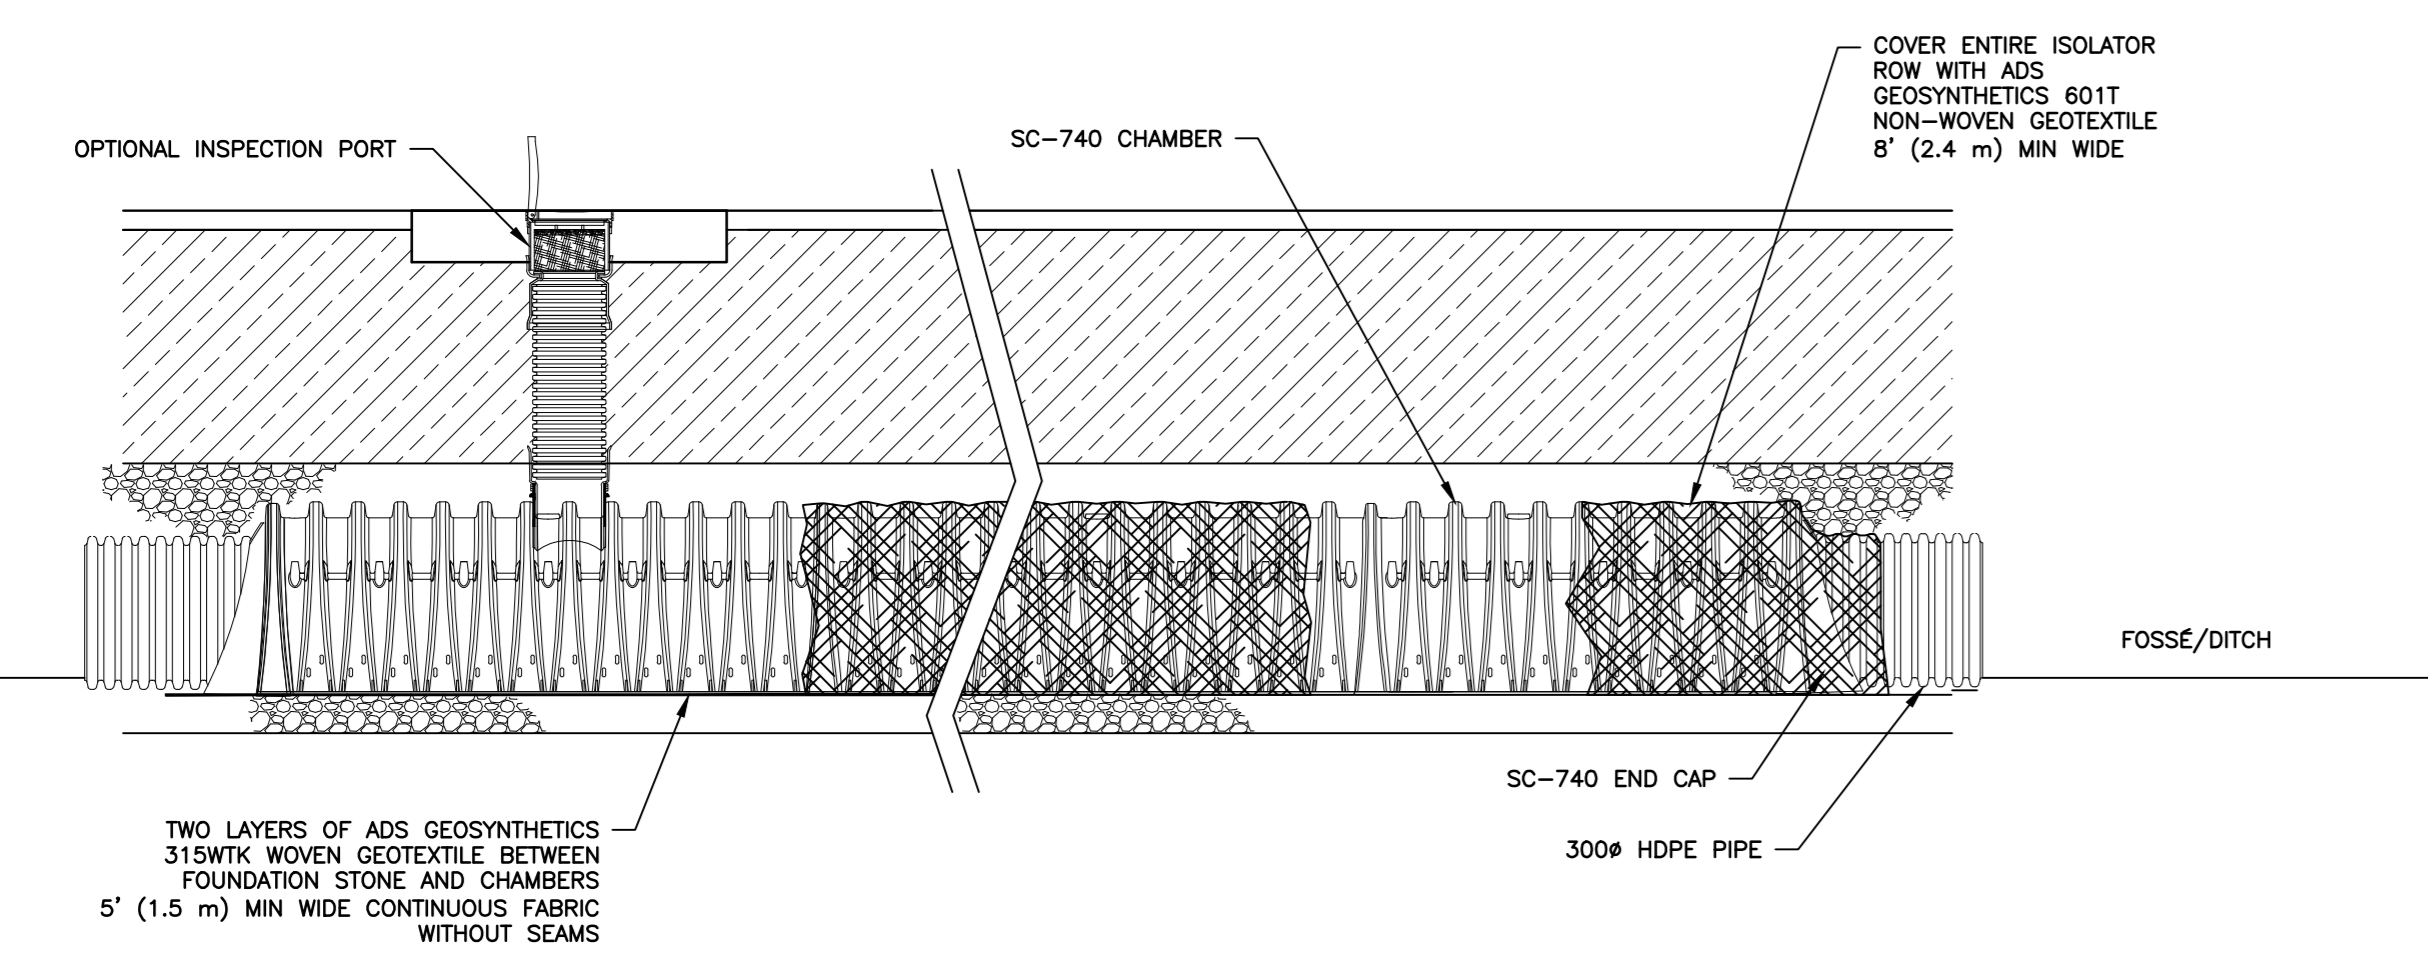 COVER ENTIRE ISOLATOR
ROW WITH ADS
GEOSYNTHETICS 601T
NON-WOVEN GEOTEXTILE
8' (2.4 m) MIN WIDE
SC-740 CHAMBER
OPTIONAL INSPECTION PORT
FOSSÉ/DITCH
SC-740 END CAP
300ø HDPE PIPE
TWO LAYERS OF ADS GEOSYNTHETICS
315WTK WOVEN GEOTEXTILE BETWEEN
FOUNDATION STONE AND CHAMBERS
5' (1.5 m) MIN WIDE CONTINUOUS FABRIC
WITHOUT SEAMS